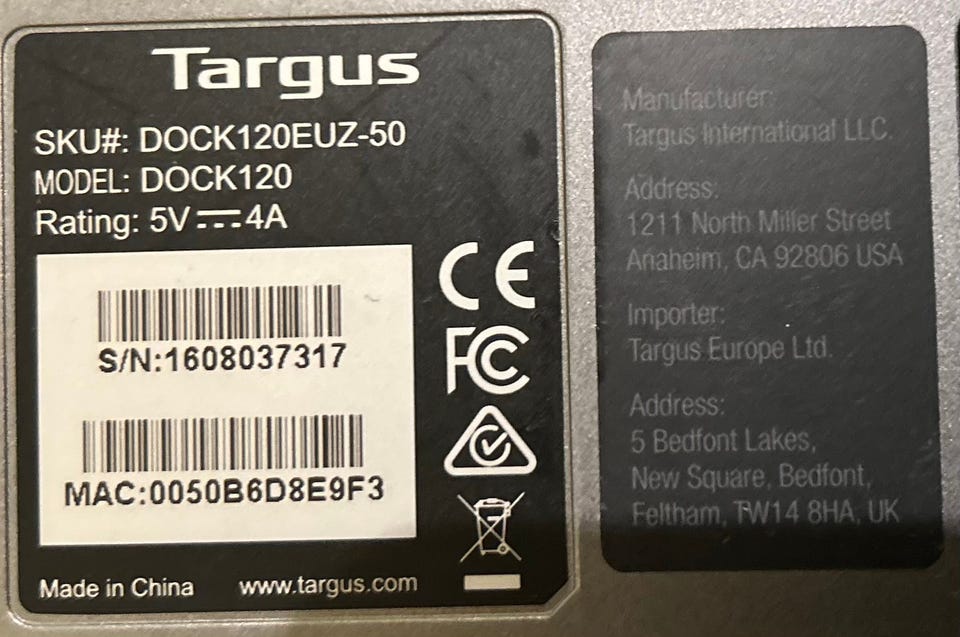 Targus
SKU#: DOCK120EUZ-50
MODEL: DOCK120
Rating: 5V⎓4A
S/N:1608037317
MAC:0050B6D8E9F3
CE
FC
Made in China www.targus.com
Manufacturer:
Targus International LLC.
Address:
1211 North Miller Street
Anaheim, CA 92806 USA
Importer:
Targus Europe Ltd.
Address:
5 Bedfont Lakes,
New Square, Bedfont,
Feltham, TW14 8HA, UK